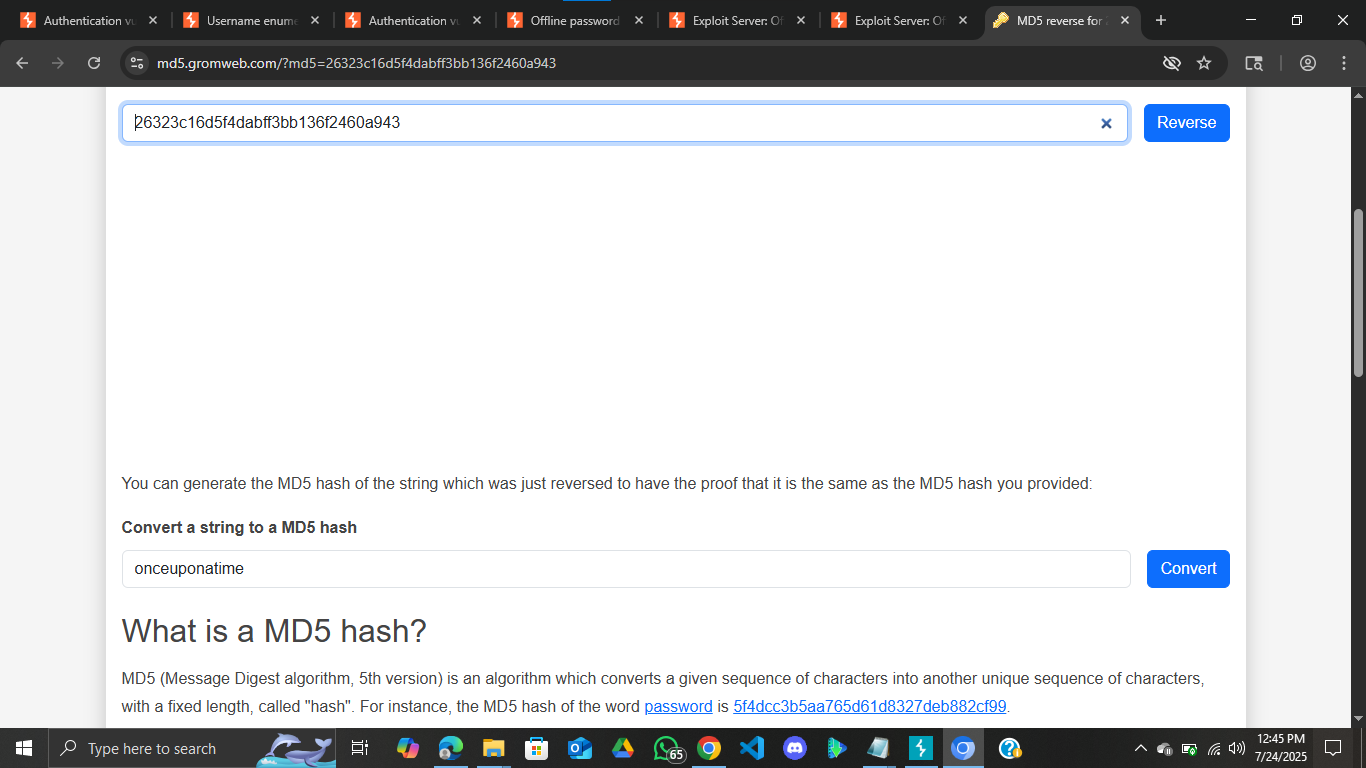 Authentication vu
Username enume
Authentication vu
Offline password
Exploit Server: Of
Exploit Server: Of
MD5 reverse for 2
md5.gromweb.com/?md5=26323c16d5f4dabff3bb136f2460a943
26323c16d5f4dabff3bb136f2460a943
Reverse
You can generate the MD5 hash of the string which was just reversed to have the proof that it is the same as the MD5 hash you provided:
Convert a string to a MD5 hash
onceuponatime
Convert
What is a MD5 hash?
MD5 (Message Digest algorithm, 5th version) is an algorithm which converts a given sequence of characters into another unique sequence of characters,
with a fixed length, called "hash". For instance, the MD5 hash of the word password is 5f4dcc3b5aa765d61d8327deb882cf99.
Type here to search
65
12:45 PM
7/24/2025